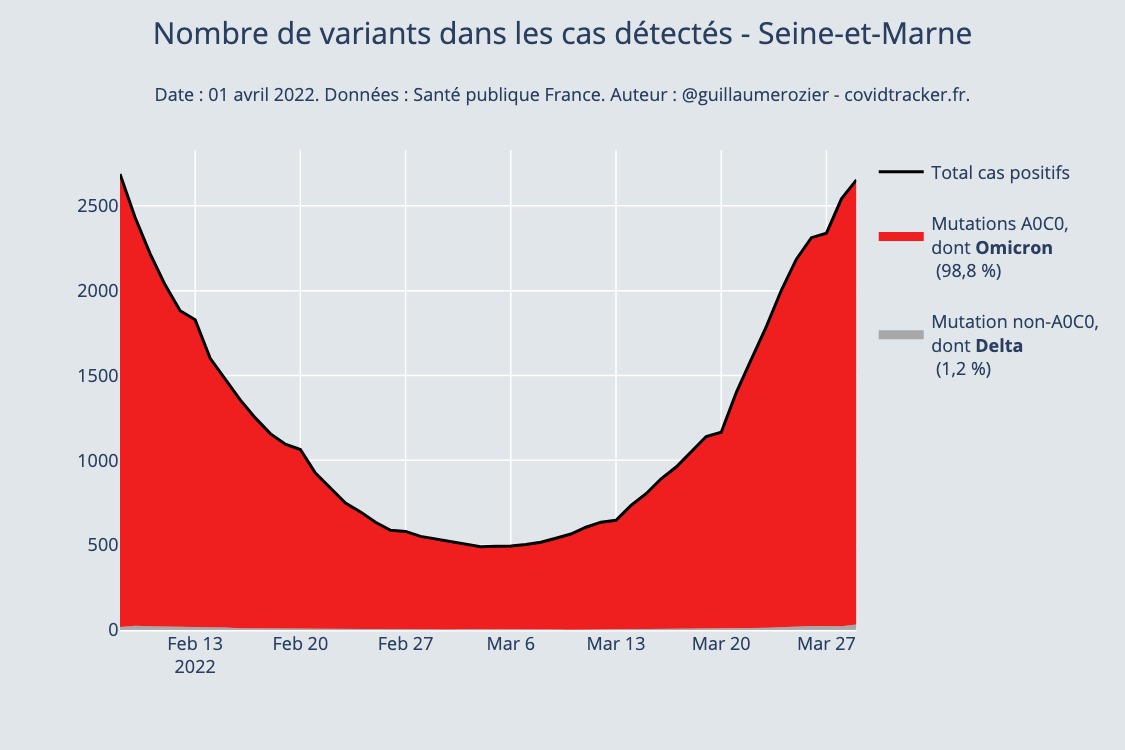 Nombre de variants dans les cas détectés - Seine-et-Marne
Date : 01 avril 2022. Données : Santé publique France. Auteur : @guillaumerozier - covidtracker.fr.
Total cas positifs
Mutations A0C0,
dont Omicron
(98,8 %)
Mutation non-A0C0,
dont Delta
(1,2 %)
2500
2000
1500
1000
500
0
Feb 13
2022
Feb 20
Feb 27
Mar 6
Mar 13
Mar 20
Mar 27